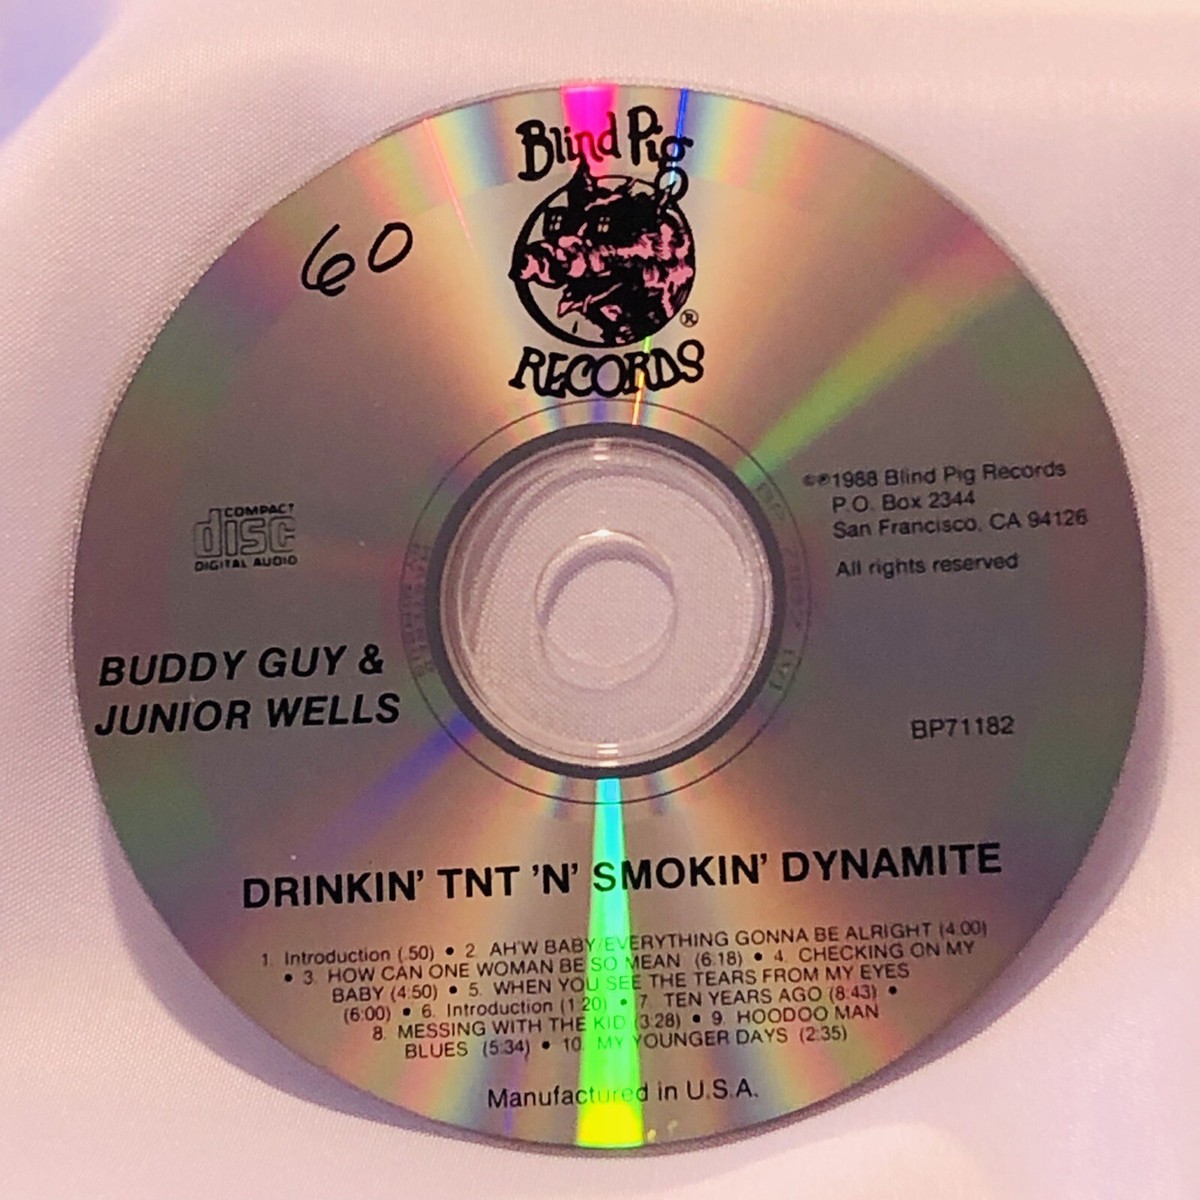 Blind Pig
®
RECORDS
60
COMPACT
disc
DIGITAL AUDIO
©℗1988 Blind Pig Records
P.O. Box 2344
San Francisco, CA 94126
All rights reserved
BUDDY GUY &
JUNIOR WELLS
BP71182
DRINKIN' TNT 'N' SMOKIN' DYNAMITE
1. Introduction (.50) • 2. AH'W BABY/EVERYTHING GONNA BE ALRIGHT (4:00)
• 3. HOW CAN ONE WOMAN BE SO MEAN (6:18) • 4. CHECKING ON MY
BABY (4:50) • 5. WHEN YOU SEE THE TEARS FROM MY EYES
(6:00) • 6. Introduction (1:20) • 7. TEN YEARS AGO (8:43) •
8. MESSING WITH THE KID (3:28) • 9. HOODOO MAN
BLUES (5:34) • 10. MY YOUNGER DAYS (2:35)
Manufactured in U.S.A.